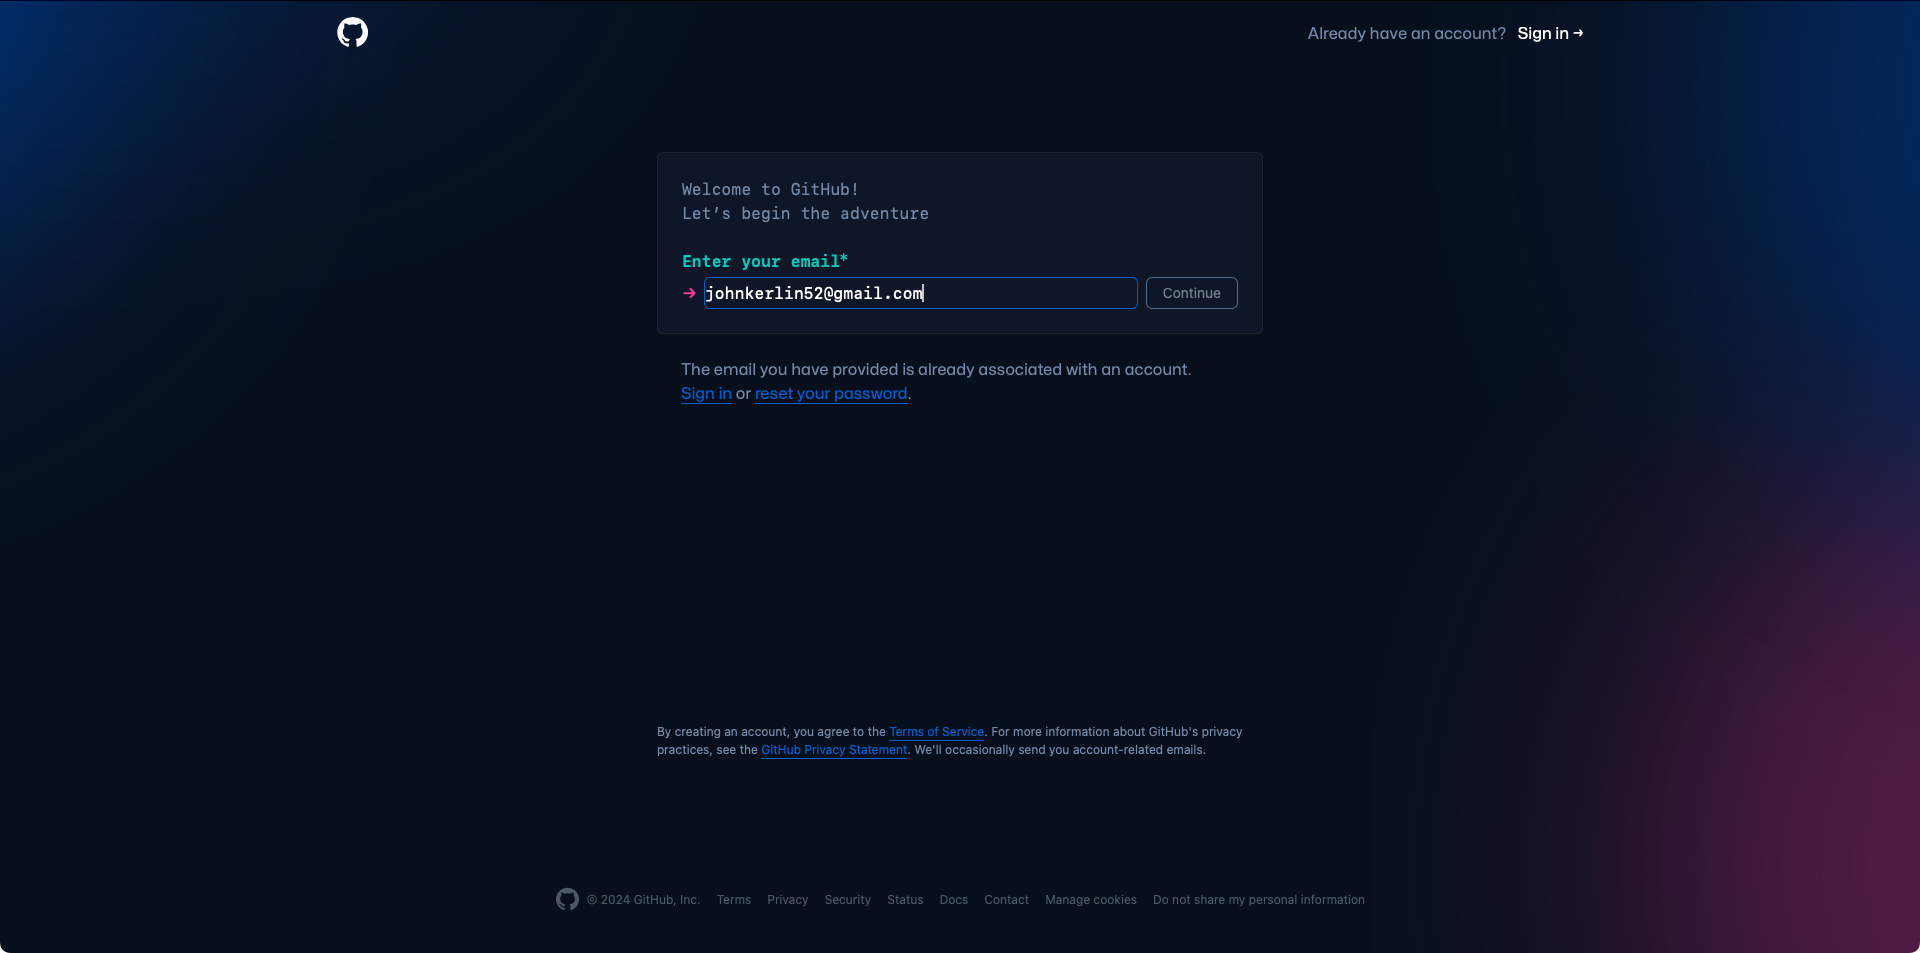 Already have an account? Sign in →
Welcome to GitHub!
Let’s begin the adventure
Enter your email*
→ johnkerlin52@gmail.com Continue
The email you have provided is already associated with an account.
Sign in or reset your password.
By creating an account, you agree to the Terms of Service. For more information about GitHub's privacy
practices, see the GitHub Privacy Statement. We'll occasionally send you account-related emails.
© 2024 GitHub, Inc. Terms Privacy Security Status Docs Contact Manage cookies Do not share my personal information